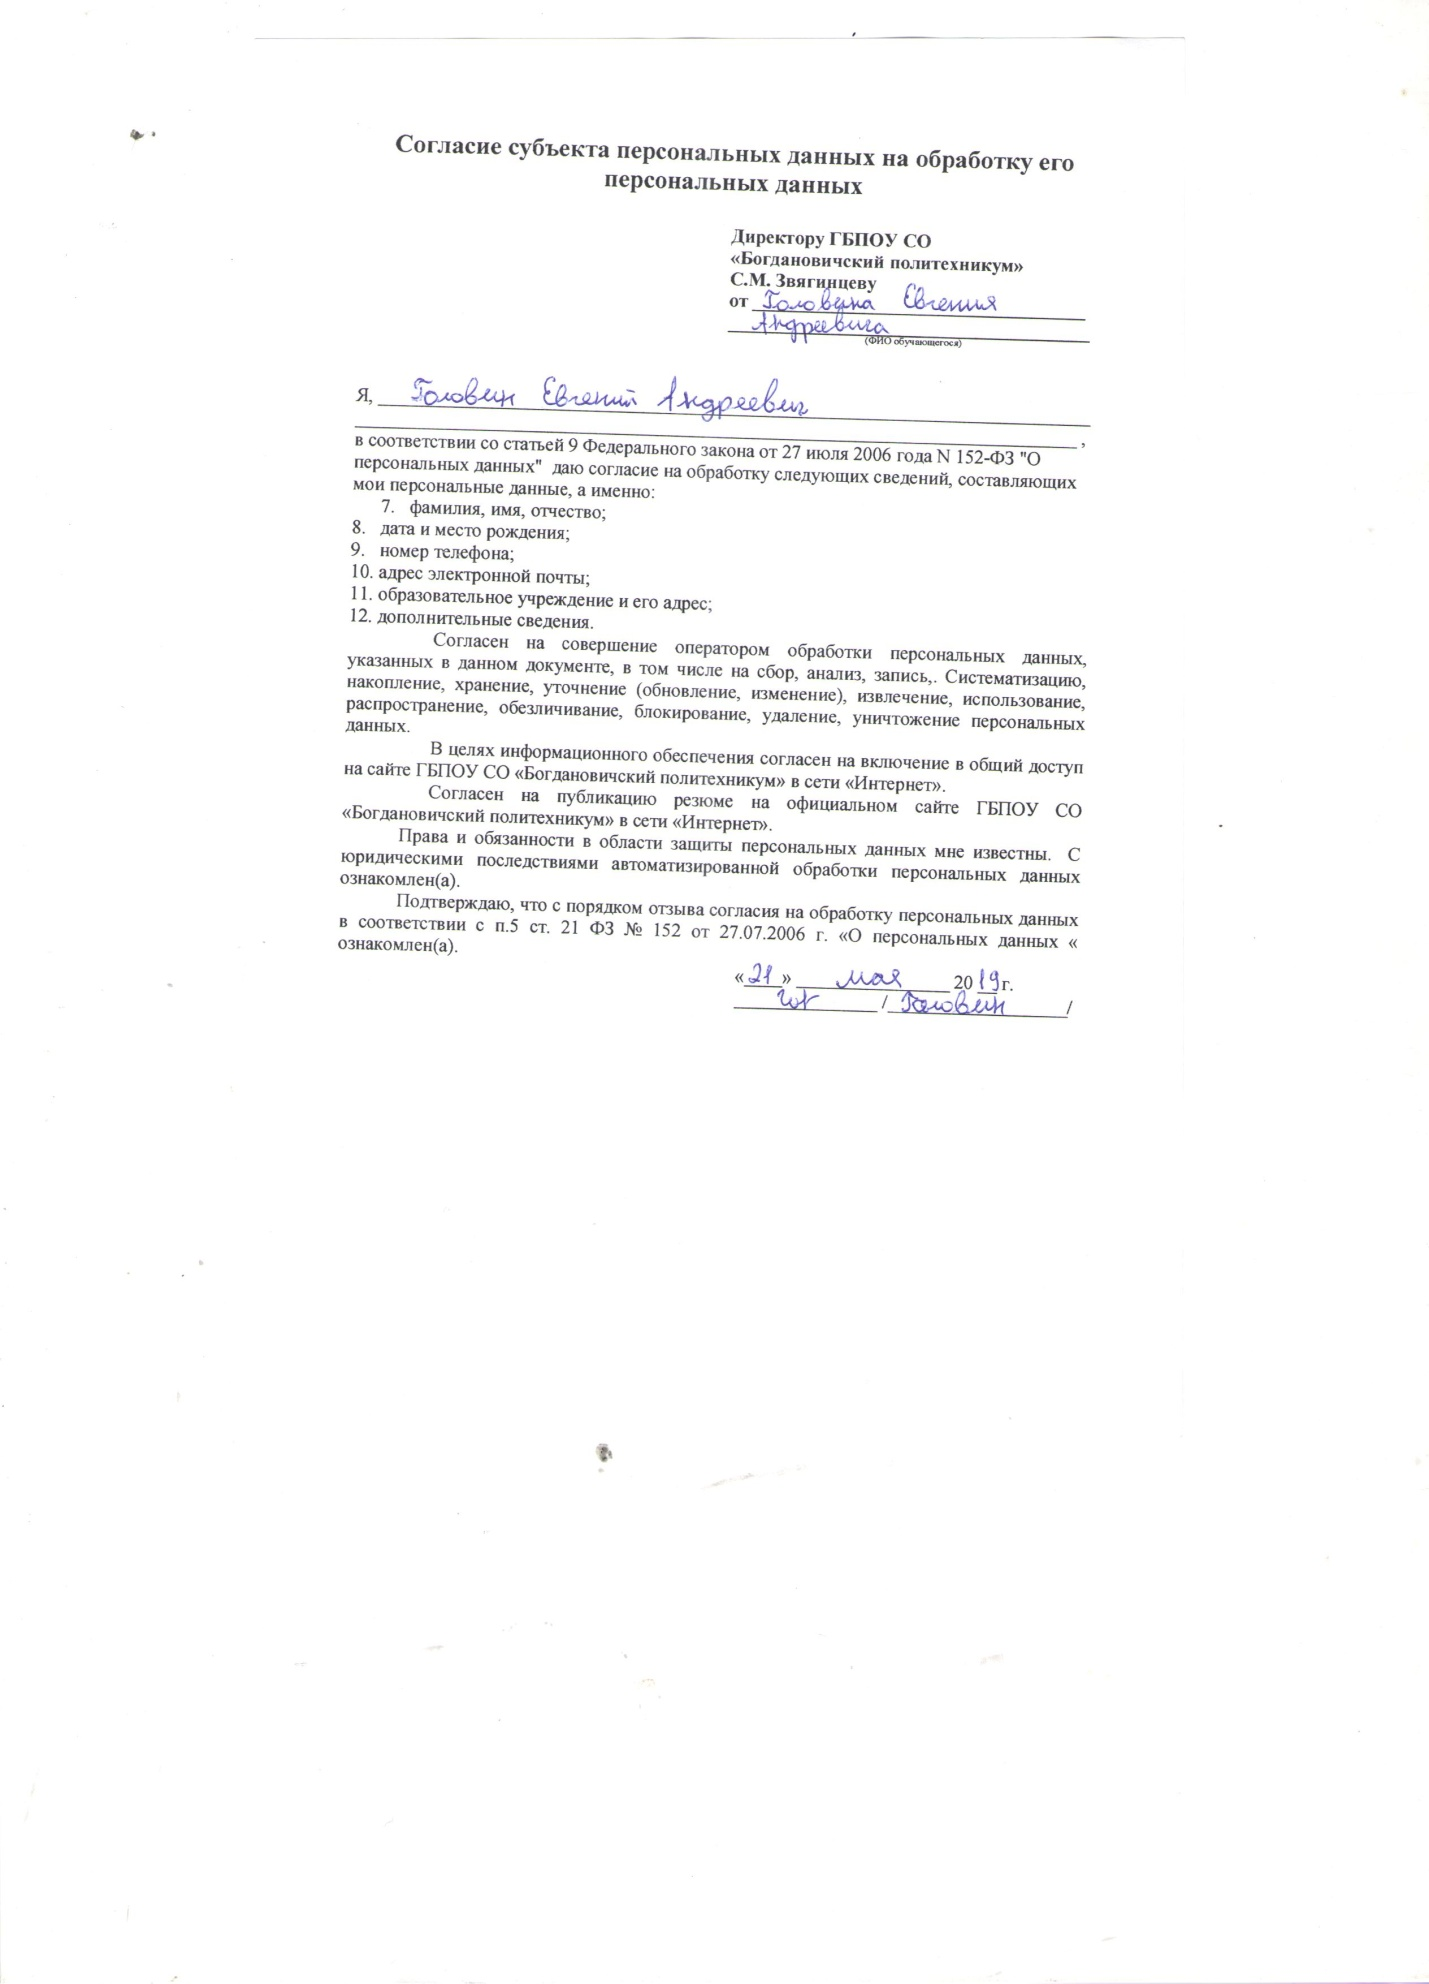 Согласие субъекта персональных данных на обработку его
персональных данных
Директору ГБПОУ СО
«Богдановичский политехникум»
С.М. Звягинцеву
от Головина Евгения
Андреевича
(ФИО обучающегося)
Я, Головин Евгений Андреевич
,
в соответствии со статьей 9 Федерального закона от 27 июля 2006 года N 152-ФЗ "О
персональных данных" даю согласие на обработку следующих сведений, составляющих
мои персональные данные, а именно:
7. фамилия, имя, отчество;
8. дата и место рождения;
9. номер телефона;
10. адрес электронной почты;
11. образовательное учреждение и его адрес;
12. дополнительные сведения.
Согласен на совершение оператором обработки персональных данных,
указанных в данном документе, в том числе на сбор, анализ, запись,. Систематизацию,
накопление, хранение, уточнение (обновление, изменение), извлечение, использование,
распространение, обезличивание, блокирование, удаление, уничтожение персональных
данных.
В целях информационного обеспечения согласен на включение в общий доступ
на сайте ГБПОУ СО «Богдановичский политехникум» в сети «Интернет».
Согласен на публикацию резюме на официальном сайте ГБПОУ СО
«Богдановичский политехникум» в сети «Интернет».
Права и обязанности в области защиты персональных данных мне известны. С
юридическими последствиями автоматизированной обработки персональных данных
ознакомлен(а).
Подтверждаю, что с порядком отзыва согласия на обработку персональных данных
в соответствии с п.5 ст. 21 ФЗ № 152 от 27.07.2006 г. «О персональных данных «
ознакомлен(а).
«21» мая 2019г.
/ Головин /